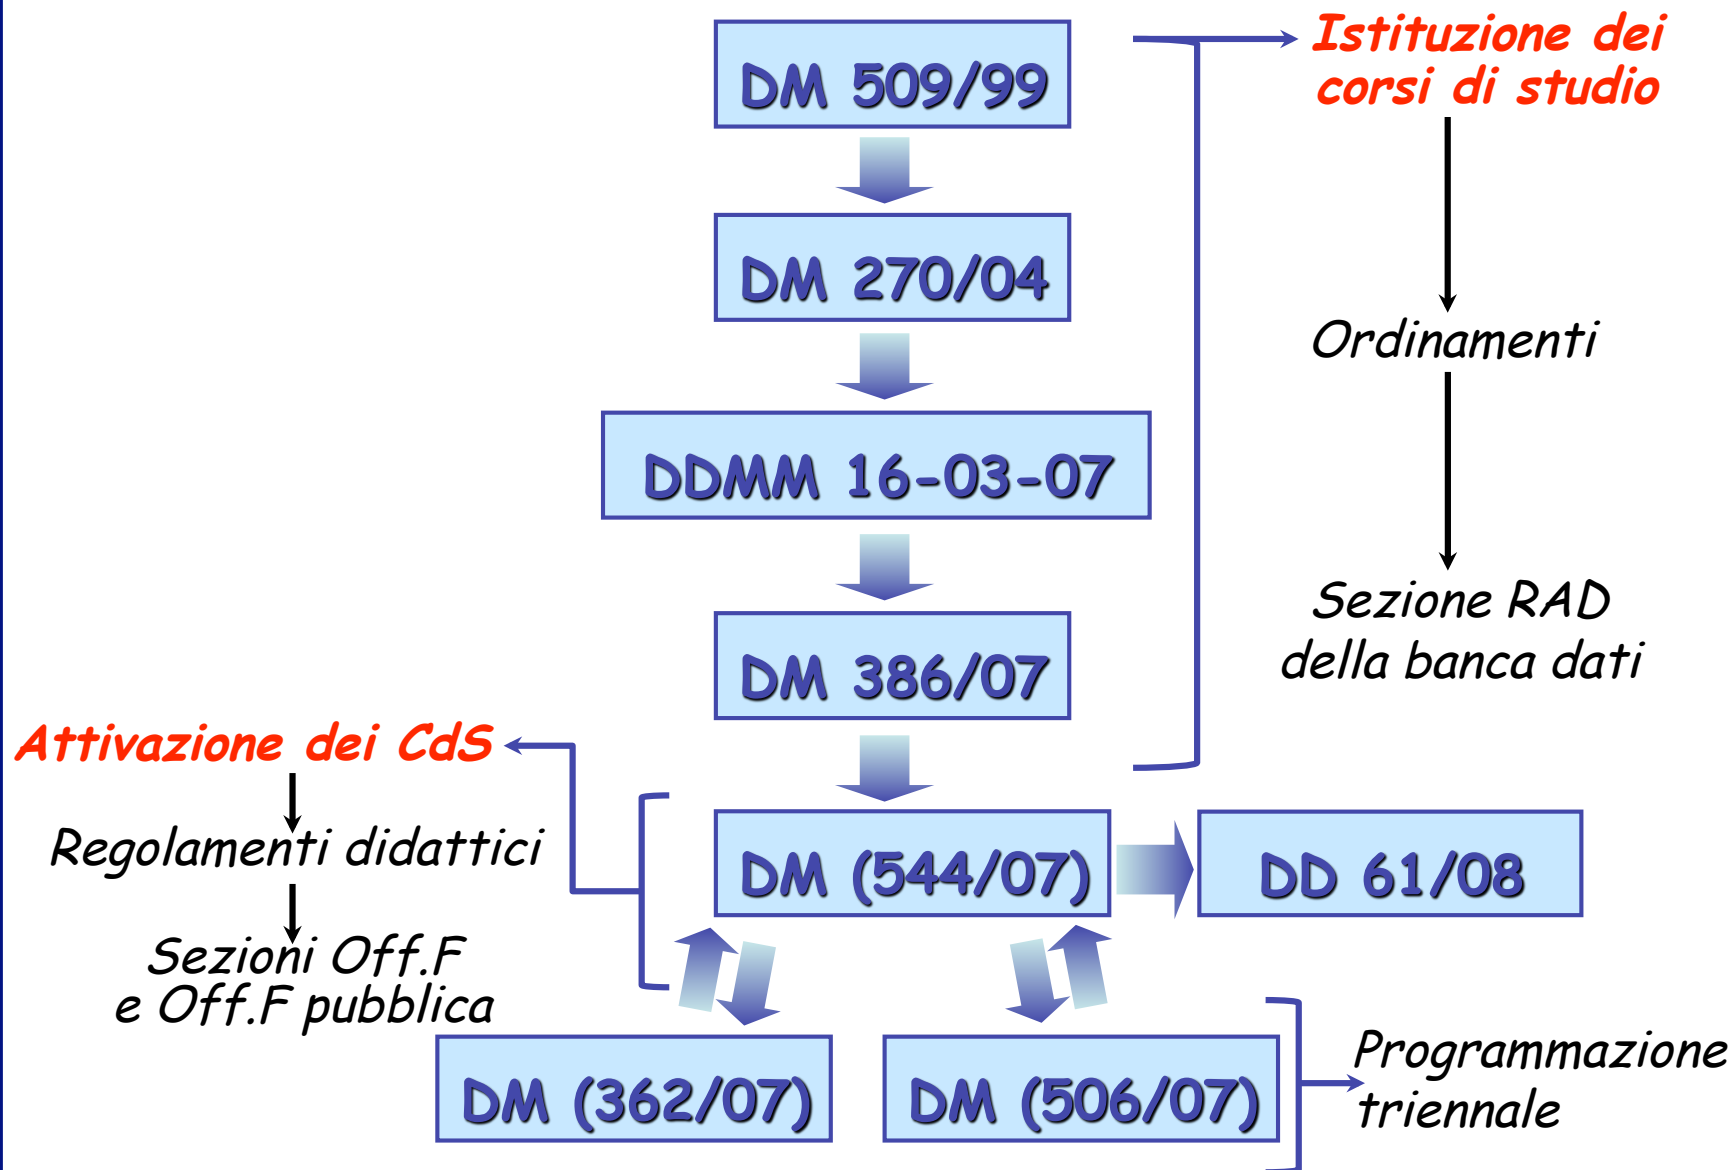 DM 509/99
Istituzione dei
corsi di studio
DM 270/04
Ordinamenti
DDMM 16-03-07
Sezione RAD
della banca dati
DM 386/07
Attivazione dei CdS
Regolamenti didattici
Sezioni Off.F
e Off.F pubblica
DM (544/07)
DD 61/08
DM (362/07)
DM (506/07)
Programmazione
triennale